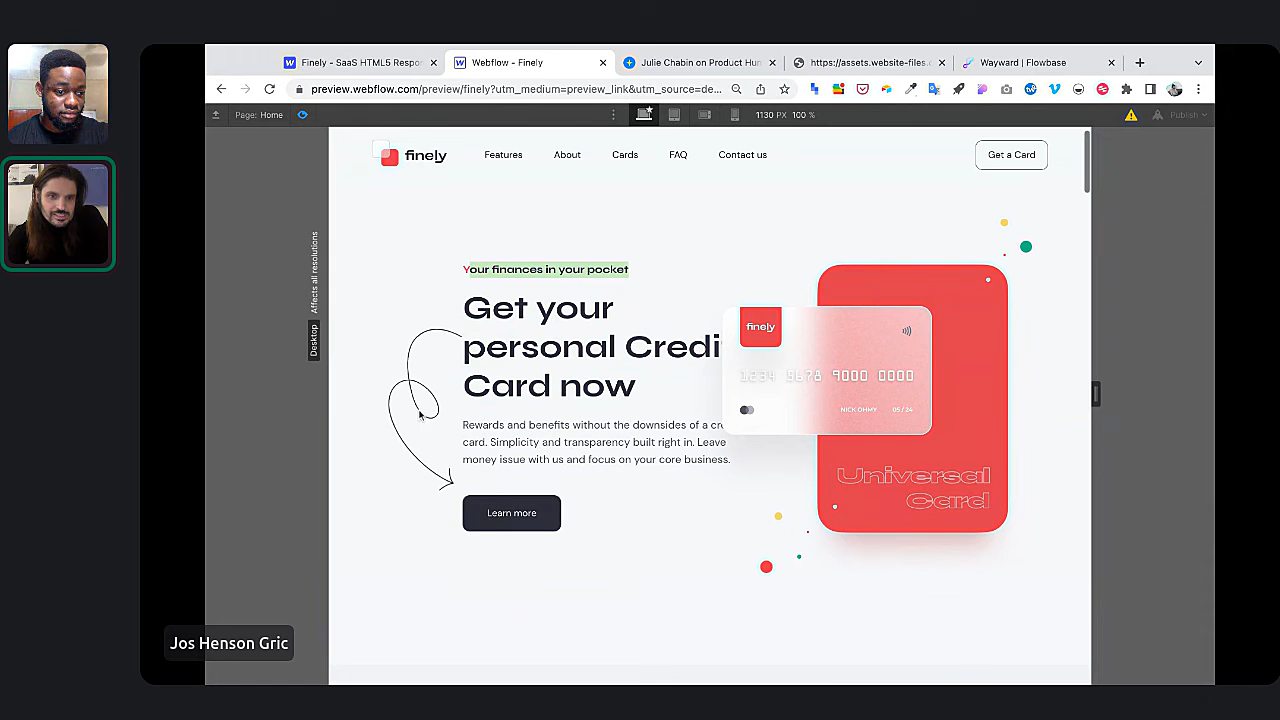 Finely - SaaS HTML5 Respon
Webflow - Finely
Julie Chabin on Product Hun
https://assets.website-files.c
Wayward | Flowbase
preview.webflow.com/preview/finely?utm_medium=preview_link&utm_source=de...
Page: Home
1130 PX 100 %
Publish
finely
Features
About
Cards
FAQ
Contact us
Get a Card
Desktop Affects all resolutions
Your finances in your pocket
Get your
personal Credi
Card now
Rewards and benefits without the downsides of a cre
card. Simplicity and transparency built right in. Leave
money issue with us and focus on your core business.
Learn more
finely
1234 5678 9000 0000
NICK OHMY 05 / 24
Universal
Card
Jos Henson Gric